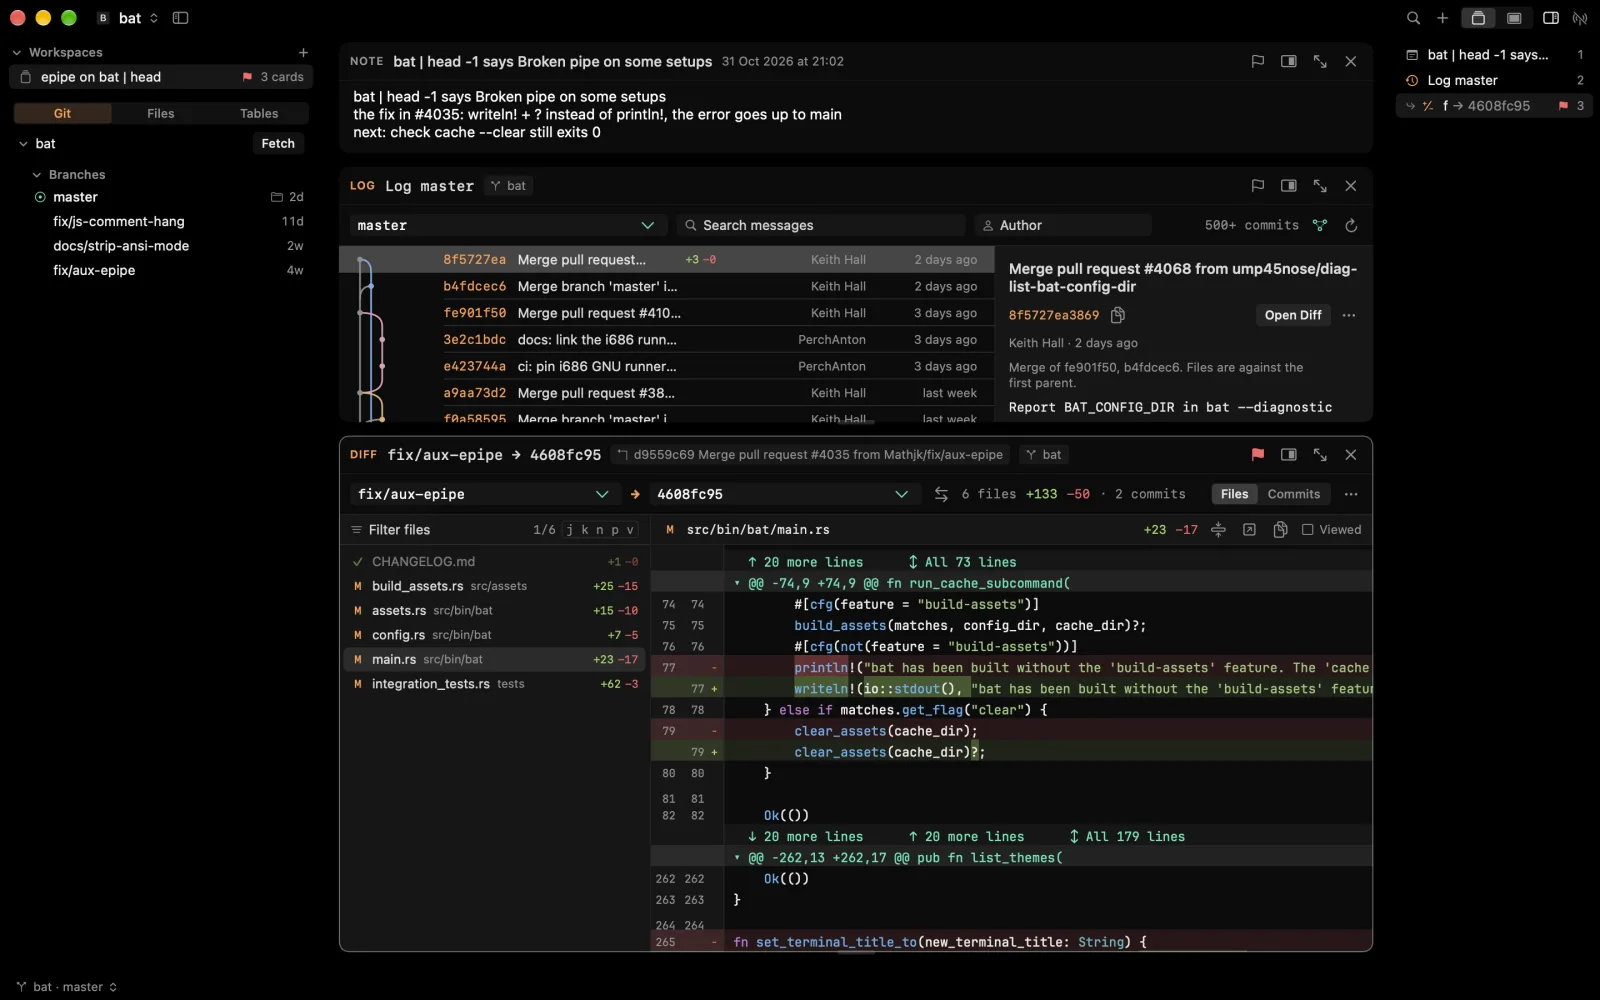 B bat
Workspaces
epipe on bat | head 3 cards
Git Files Tables
bat Fetch
Branches
master 2d
fix/js-comment-hang 11d
docs/strip-ansi-mode 2w
fix/aux-epipe 4w
bat · master
NOTE bat | head -1 says Broken pipe on some setups 31 Oct 2026 at 21:02
bat | head -1 says Broken pipe on some setups
the fix in #4035: writeln! + ? instead of println!, the error goes up to main
next: check cache --clear still exits 0
LOG Log master bat
master Search messages Author 500+ commits
8f5727ea Merge pull request... +3 −0 Keith Hall 2 days ago
b4fdcec6 Merge branch 'master' i... Keith Hall 2 days ago
fe901f50 Merge pull request #410... Keith Hall 3 days ago
3e2c1bdc docs: link the i686 runn... PerchAnton 3 days ago
e423744a ci: pin i686 GNU runner... PerchAnton 3 days ago
a9aa73d2 Merge pull request #38... Keith Hall last week
f0a58595 Merge branch 'master' i... Keith Hall last week
Merge pull request #4068 from ump45nose/diag-
list-bat-config-dir
8f5727ea3869 Open Diff
Keith Hall · 2 days ago
Merge of fe901f50, b4fdcec6. Files are against the
first parent.
Report BAT_CONFIG_DIR in bat --diagnostic
DIFF fix/aux-epipe → 4608fc95 d9559c69 Merge pull request #4035 from Mathjk/fix/aux-epipe bat
fix/aux-epipe → 4608fc95 6 files +133 −50 · 2 commits Files Commits
Filter files 1/6 j k n p v
CHANGELOG.md +1 −0
M build_assets.rs src/assets +25 −15
M assets.rs src/bin/bat +15 −10
M config.rs src/bin/bat +7 −5
M main.rs src/bin/bat +23 −17
M integration_tests.rs tests +62 −3
M src/bin/bat/main.rs +23 −17 Viewed
↑ 20 more lines ↕ All 73 lines
@@ -74,9 +74,9 @@ fn run_cache_subcommand(
74 74 #[cfg(feature = "build-assets")]
75 75 build_assets(matches, config_dir, cache_dir)?;
76 76 #[cfg(not(feature = "build-assets"))]
77 - println!("bat has been built without the 'build-assets' feature. The 'cache
77 + writeln!(io::stdout(), "bat has been built without the 'build-assets' featur
78 78 } else if matches.get_flag("clear") {
79 - clear_assets(cache_dir);
79 + clear_assets(cache_dir)?;
80 80 }
81 81
82 82 Ok(())
↓ 20 more lines ↑ 20 more lines ↕ All 179 lines
@@ -262,13 +262,17 @@ pub fn list_themes(
262 262 Ok(())
263 263 }
264 264
265 - fn set_terminal_title_to(new_terminal_title: String) {
bat | head -1 says... 1
Log master 2
f → 4608fc95 3